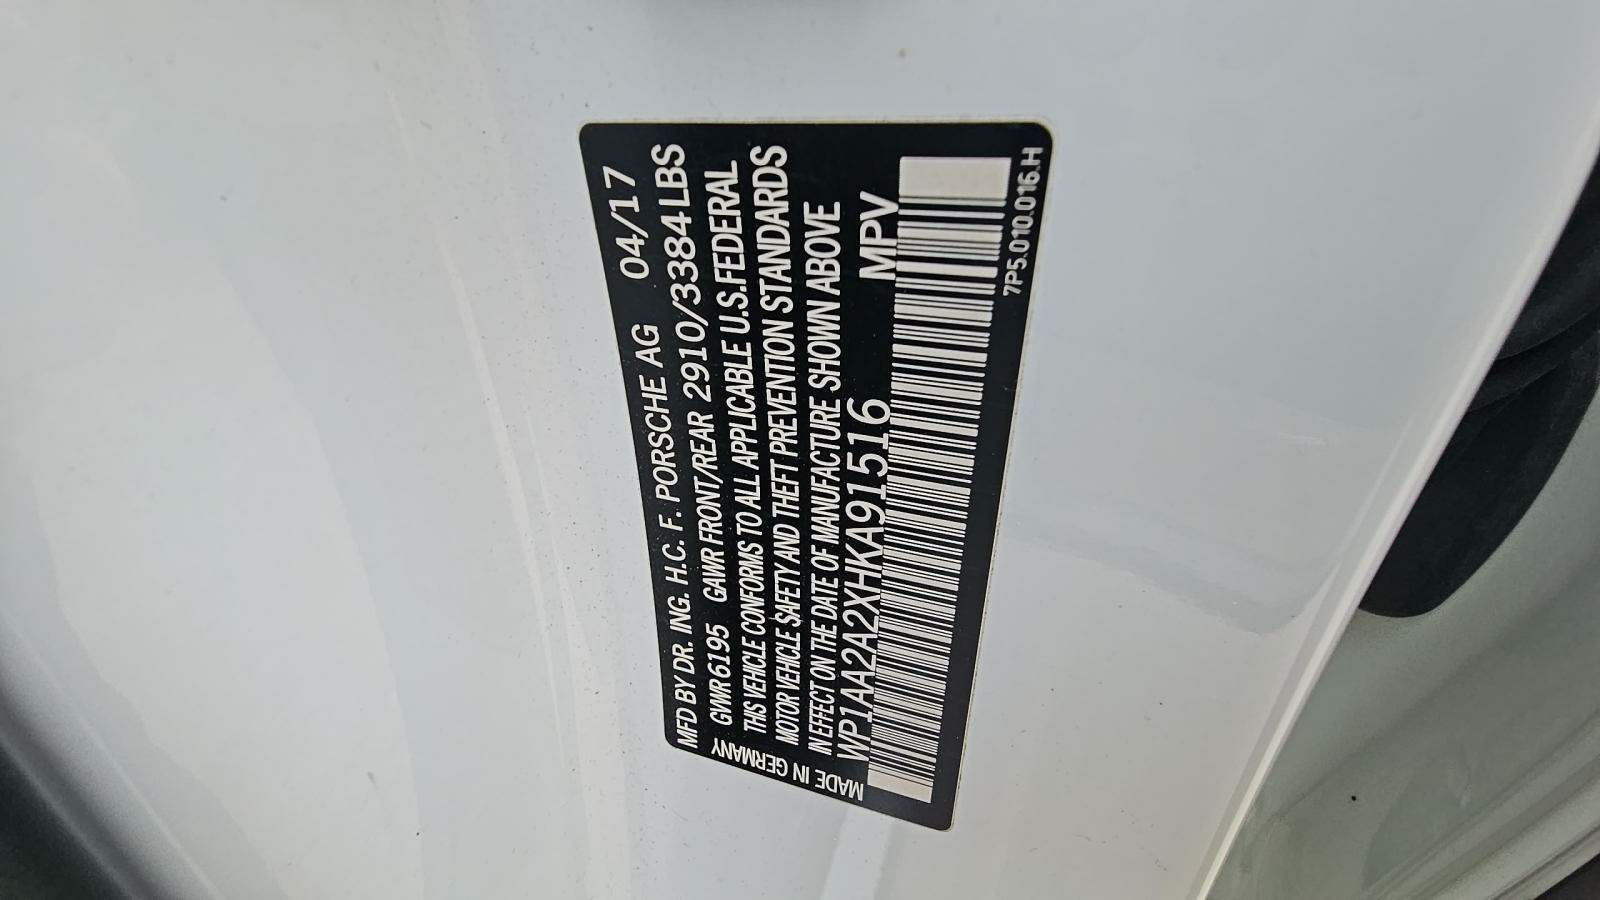 MFD BY DR. ING. H.C. F. PORSCHE AG 04/17
GVWR 6195 GAWR FRONT/REAR 2910/3384LBS
THIS VEHICLE CONFORMS TO ALL APPLICABLE U.S.FEDERAL
MOTOR VEHICLE SAFETY AND THEFT PREVENTION STANDARDS
IN EFFECT ON THE DATE OF MANUFACTURE SHOWN ABOVE
WP1AA2A2XHKA91516 MPV
MADE IN GERMANY
7P5.010.016.H